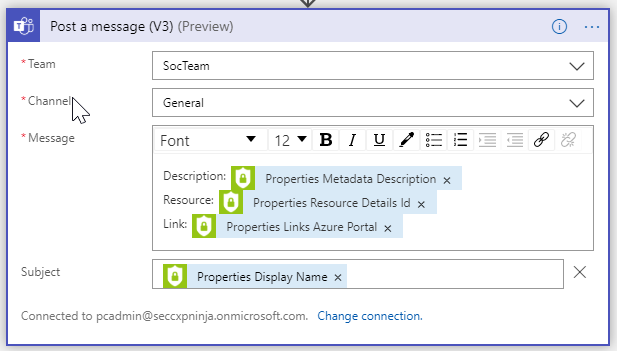 Post a message (V3) (Preview)
* Team SocTeam
* Channel General
* Message Font 12 B I U
Description: Properties Metadata Description ×
Resource: Properties Resource Details Id ×
Link: Properties Links Azure Portal ×
Subject Properties Display Name ×
Connected to pcadmin@seccxpninja.onmicrosoft.com. Change connection.